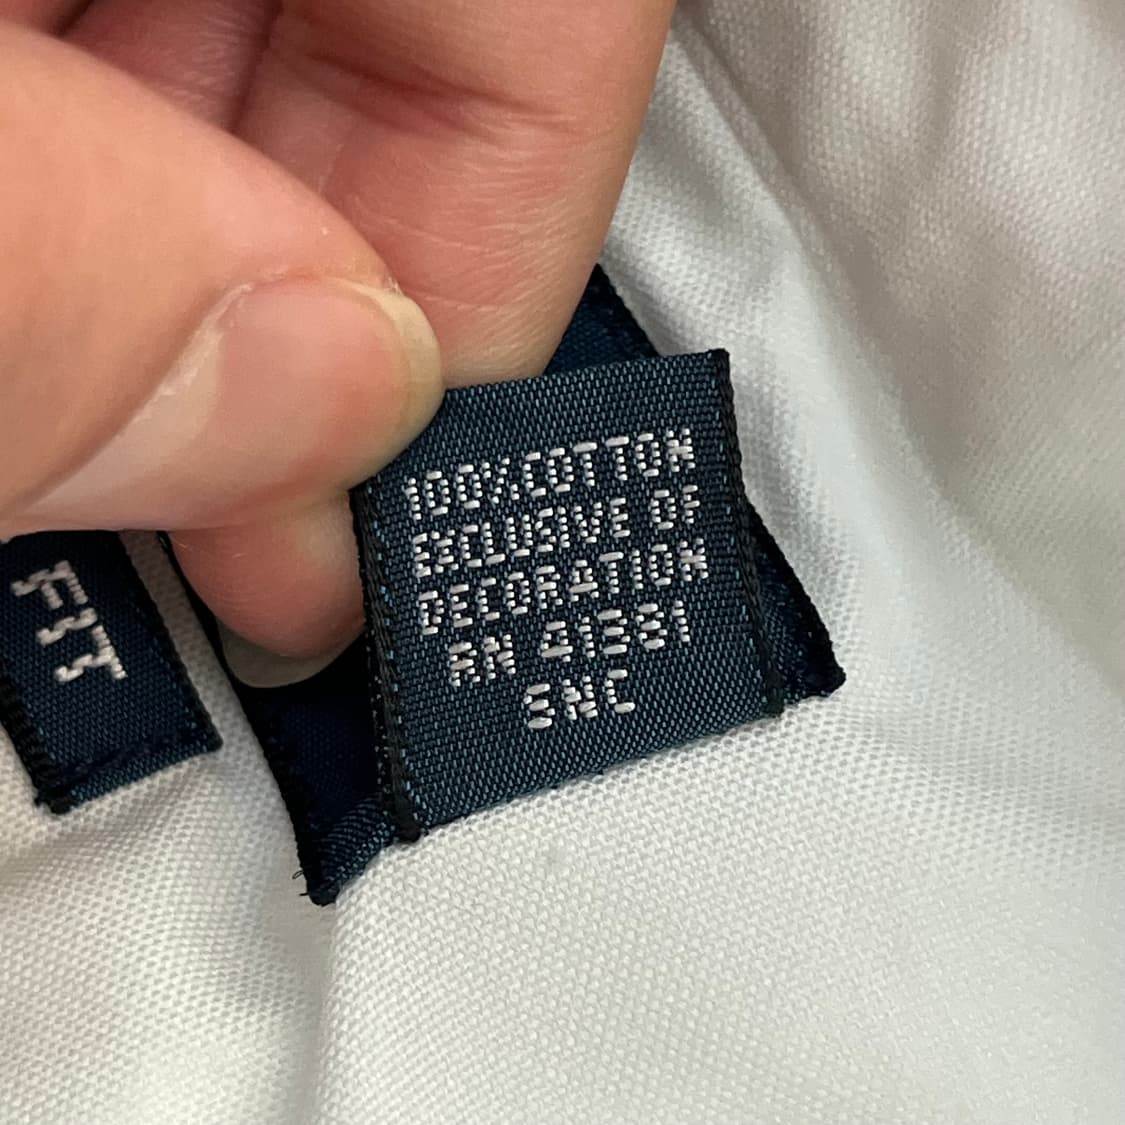 100% COTTON
EXCLUSIVE OF
DECORATION
RN 41381
SNC
FIT